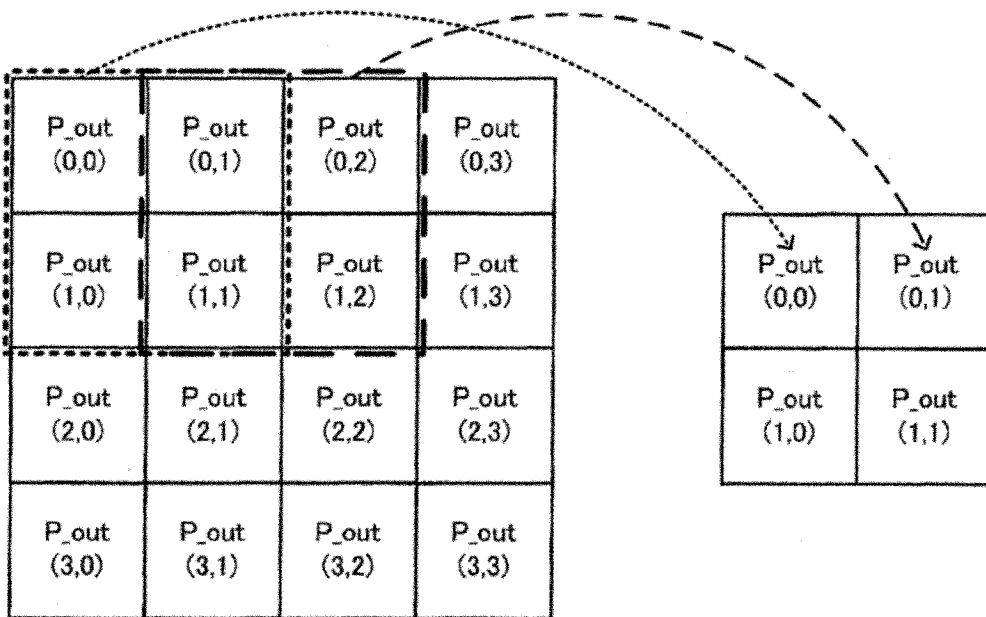 P_out P_out P_out P_out
(0,0) (0,1) (0,2) (0,3)
P_out P_out P_out P_out
(1,0) (1,1) (1,2) (1,3)
P_out P_out P_out P_out
(2,0) (2,1) (2,2) (2,3)
P_out P_out P_out P_out
(3,0) (3,1) (3,2) (3,3)
P_out P_out
(0,0) (0,1)
P_out P_out
(1,0) (1,1)